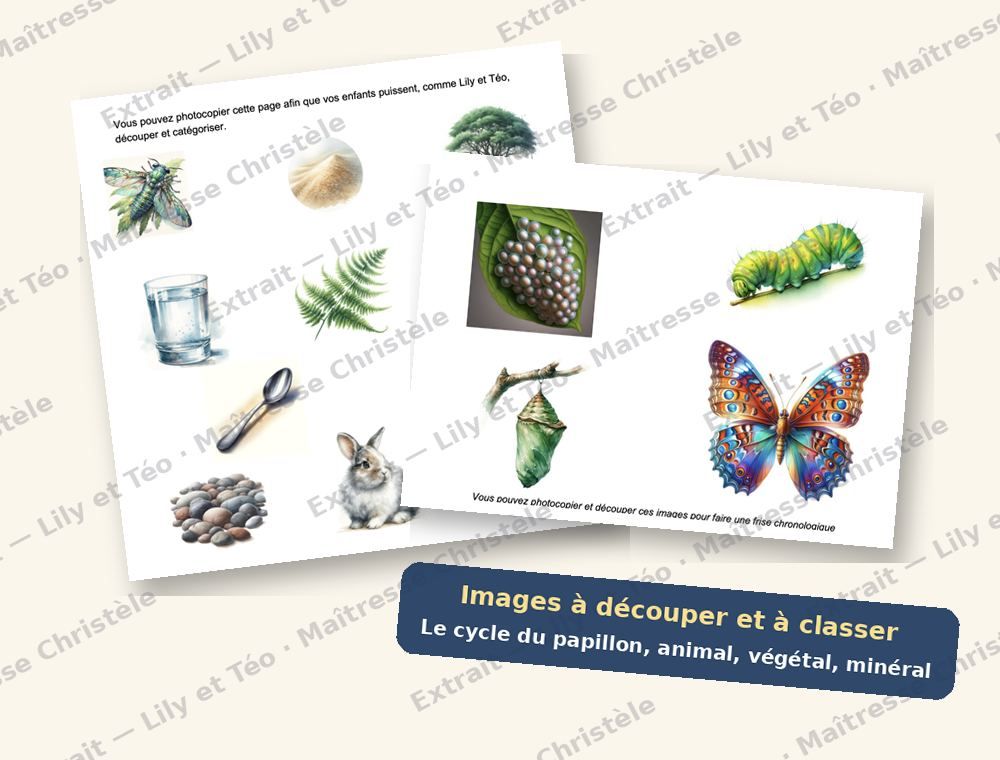 Vous pouvez photocopier cette page afin que vos enfants puissent, comme Lily et Téo,
découper et catégoriser.
Vous pouvez photocopier et découper ces images pour faire une frise chronologique
Images à découper et à classer
Le cycle du papillon, animal, végétal, minéral
Extrait — Lily et Téo · Maîtresse Christèle